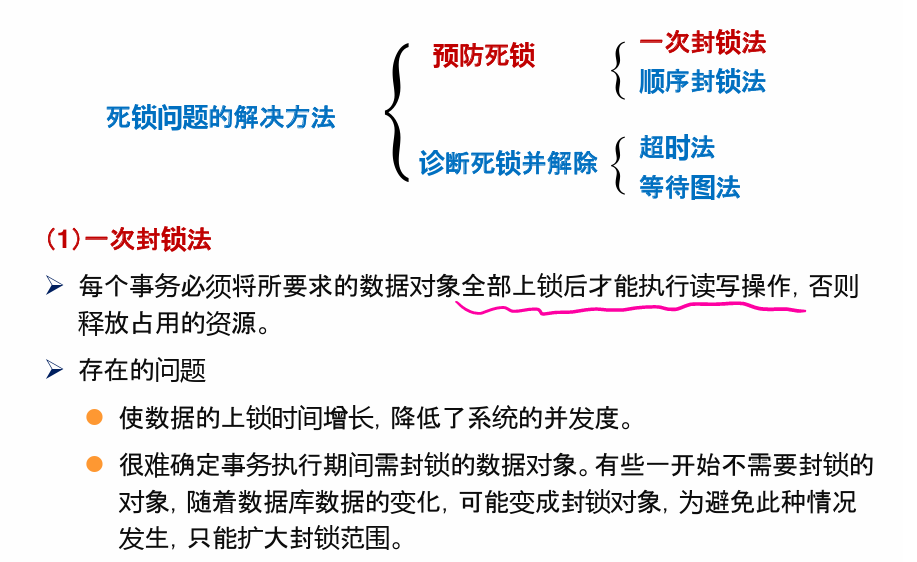 死锁问题的解决方法
预防死锁
一次封锁法
顺序封锁法
诊断死锁并解除
超时法
等待图法
(1)一次封锁法
每个事务必须将所要求的数据对象全部上锁后才能执行读写操作,否则
释放占用的资源。
存在的问题
使数据的上锁时间增长,降低了系统的并发度。
很难确定事务执行期间需封锁的数据对象。有些一开始不需要封锁的
对象,随着数据库数据的变化,可能变成封锁对象,为避免此种情况
发生,只能扩大封锁范围。